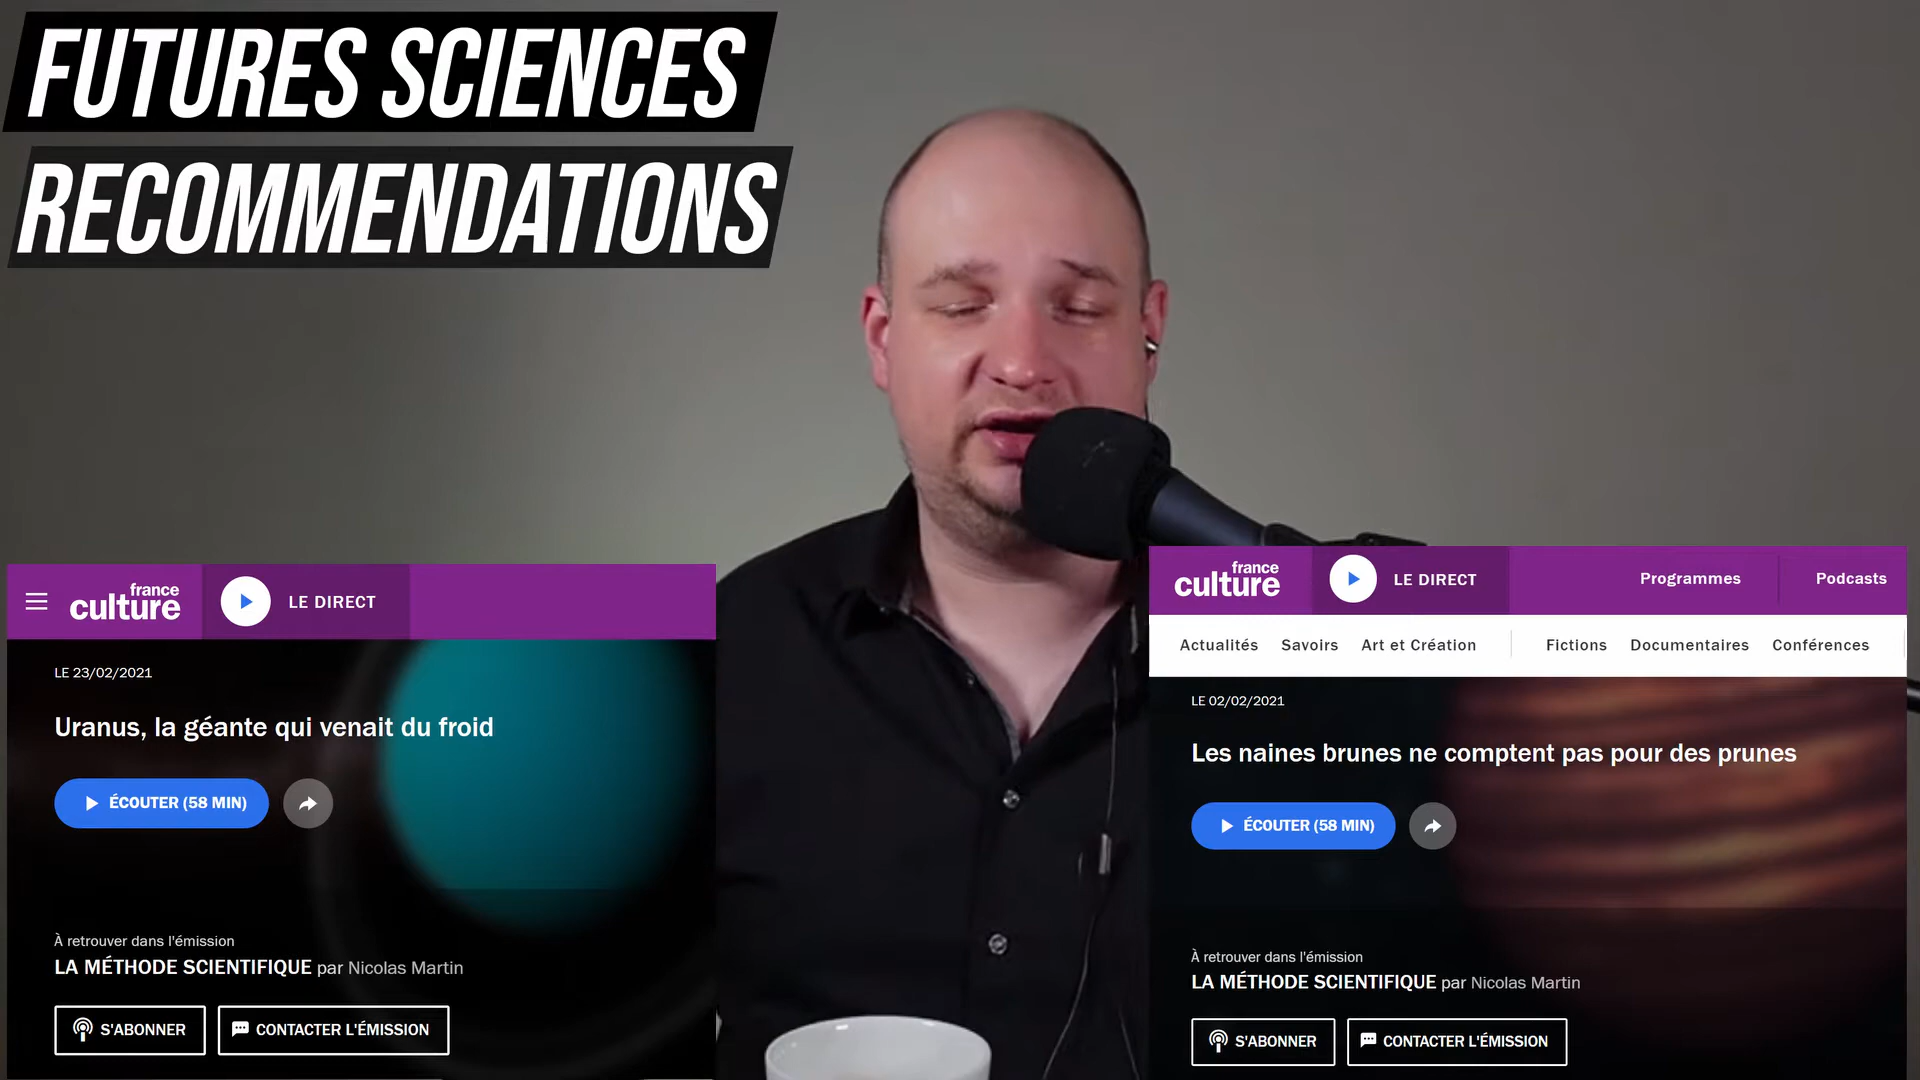 FUTURES SCIENCES
RECOMMENDATIONS
france
culture
LE DIRECT
LE 23/02/2021
Uranus, la géante qui venait du froid
ÉCOUTER (58 MIN)
À retrouver dans l'émission
LA MÉTHODE SCIENTIFIQUE par Nicolas Martin
S'ABONNER
CONTACTER L'ÉMISSION
france
culture
LE DIRECT
Programmes
Podcasts
Actualités
Savoirs
Art et Création
Fictions
Documentaires
Conférences
LE 02/02/2021
Les naines brunes ne comptent pas pour des prunes
ÉCOUTER (58 MIN)
À retrouver dans l'émission
LA MÉTHODE SCIENTIFIQUE par Nicolas Martin
S'ABONNER
CONTACTER L'ÉMISSION